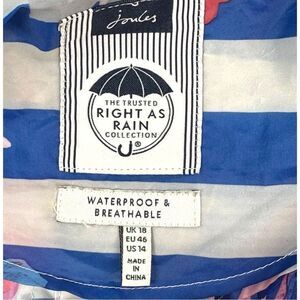 Joules
THE TRUSTED
RIGHT AS
RAIN
COLLECTION
®
WATERPROOF &
BREATHABLE
UK 18
EU 46
US 14
MADE
IN
CHINA